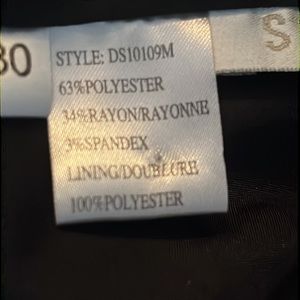 30
STYLE: DS10109M
63%POLYESTER
34%RAYON/RAYONNE
3%SPANDEX
LINING/DOUBLURE
100%POLYESTER
S